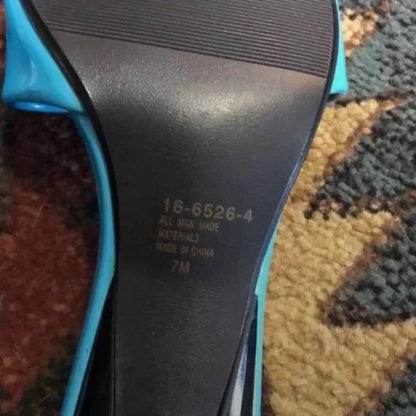 16-6526-4
ALL MAN MADE
MATERIALS
MADE IN CHINA
7M